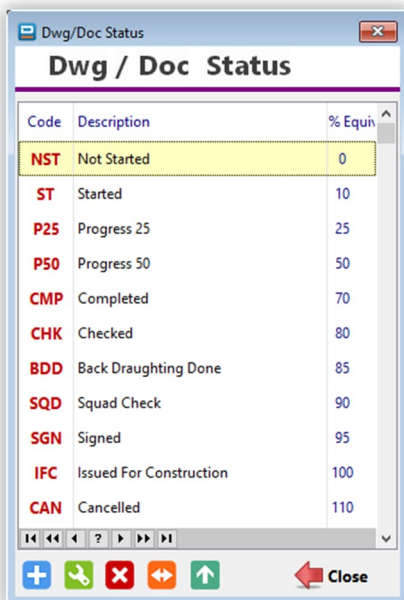 Dwg/Doc Status
Dwg / Doc Status
Code Description % Equiv
NST Not Started 0
ST Started 10
P25 Progress 25 25
P50 Progress 50 50
CMP Completed 70
CHK Checked 80
BDD Back Draughting Done 85
SQD Squad Check 90
SGN Signed 95
IFC Issued For Construction 100
CAN Cancelled 110
?
Close